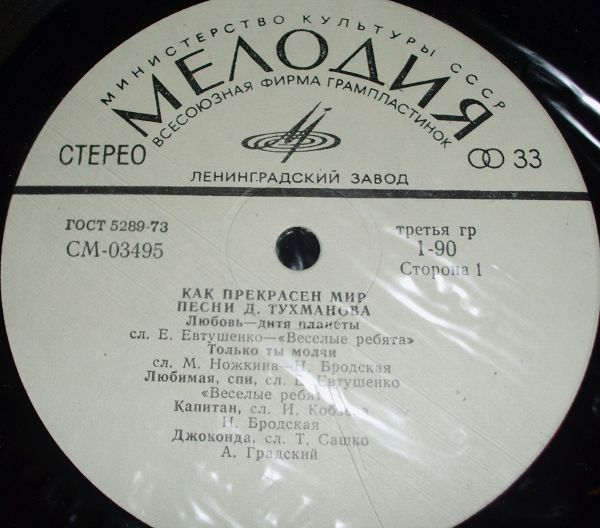 МИНИСТЕРСТВО КУЛЬТУРЫ СССР
МЕЛОДИЯ
ВСЕСОЮЗНАЯ ФИРМА ГРАМПЛАСТИНОК
СТЕРЕО
33
ЛЕНИНГРАДСКИЙ ЗАВОД
ГОСТ 5289-73
третья гр
СМ-03495
1-90
Сторона 1
КАК ПРЕКРАСЕН МИР
ПЕСНИ Д. ТУХМАНОВА
Любовь—дитя планеты
сл. Е. Евтушенко—«Веселые ребята»
Только ты молчи
сл. М. Ножкина—Н. Бродская
Любимая, спи, сл. Е. Евтушенко
«Веселые
Капитан, сл. И.
Н. Бродская
Джоконда, сл. Т. Сашко
А. Градский